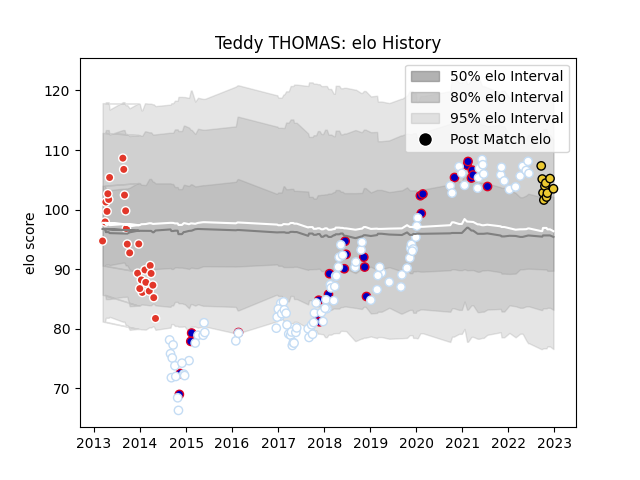 Teddy THOMAS: elo History
50% elo Interval
80% elo Interval
95% elo Interval
Post Match elo
elo score
120
110
100
90
80
70
2013 2014 2015 2016 2017 2018 2019 2020 2021 2022 2023